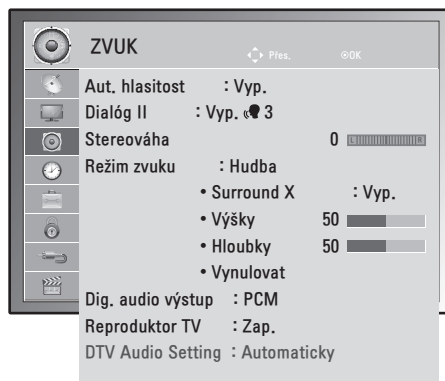 ZVUK
Přes. OK
Aut. hlasitost : Vyp.
Dialóg II : Vyp. 3
Stereováha 0 L R
Režim zvuku : Hudba
• Surround X : Vyp.
• Výšky 50
• Hloubky 50
• Vynulovat
Dig. audio výstup : PCM
Reproduktor TV : Zap.
DTV Audio Setting : Automaticky